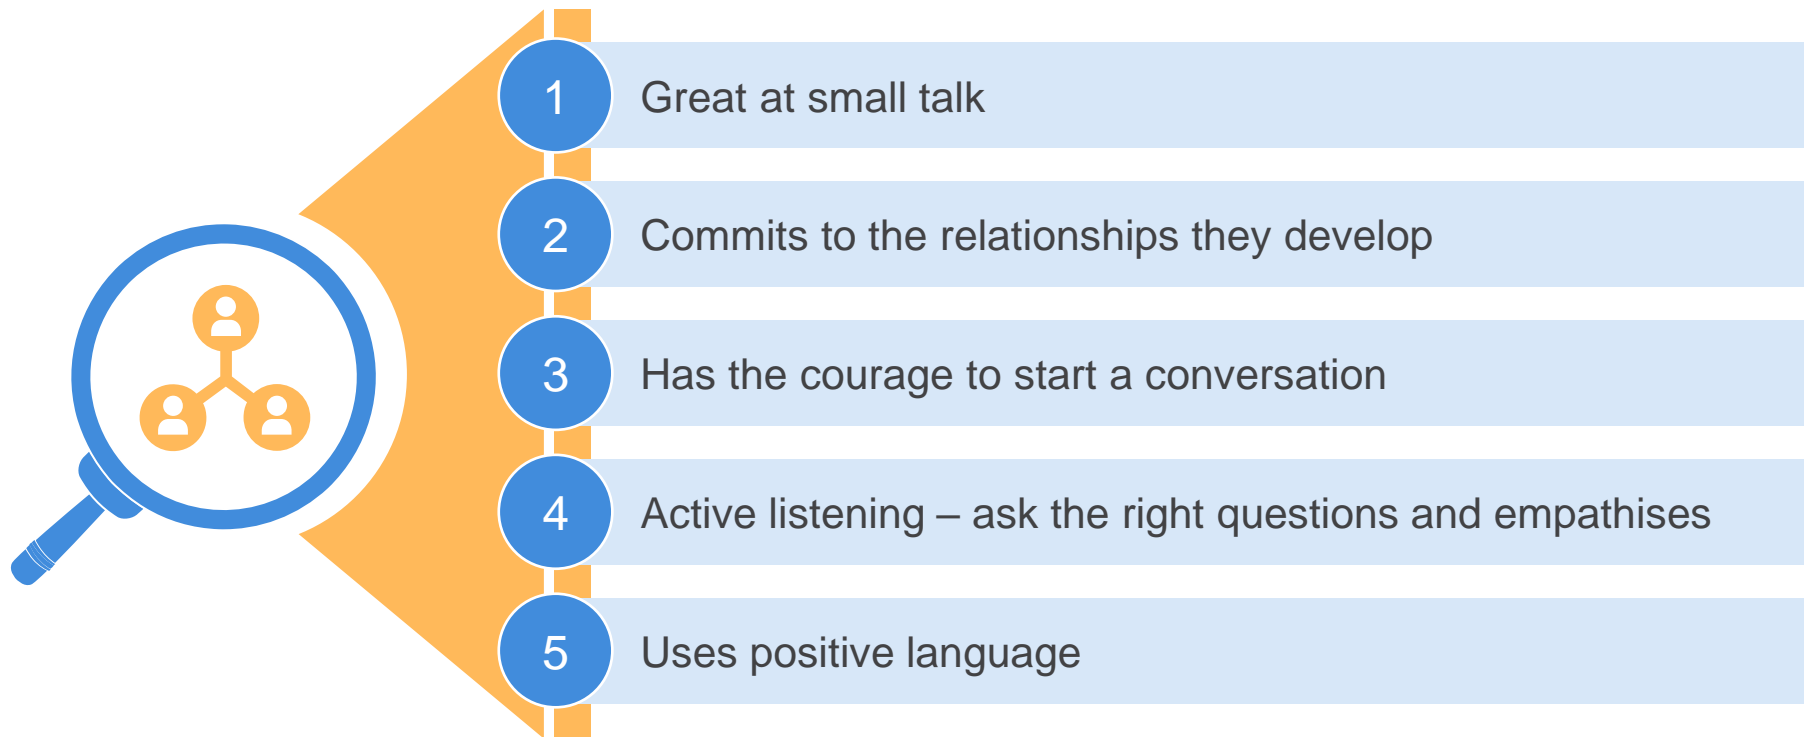 1 Great at small talk
2 Commits to the relationships they develop
3 Has the courage to start a conversation
4 Active listening – ask the right questions and empathises
5 Uses positive language